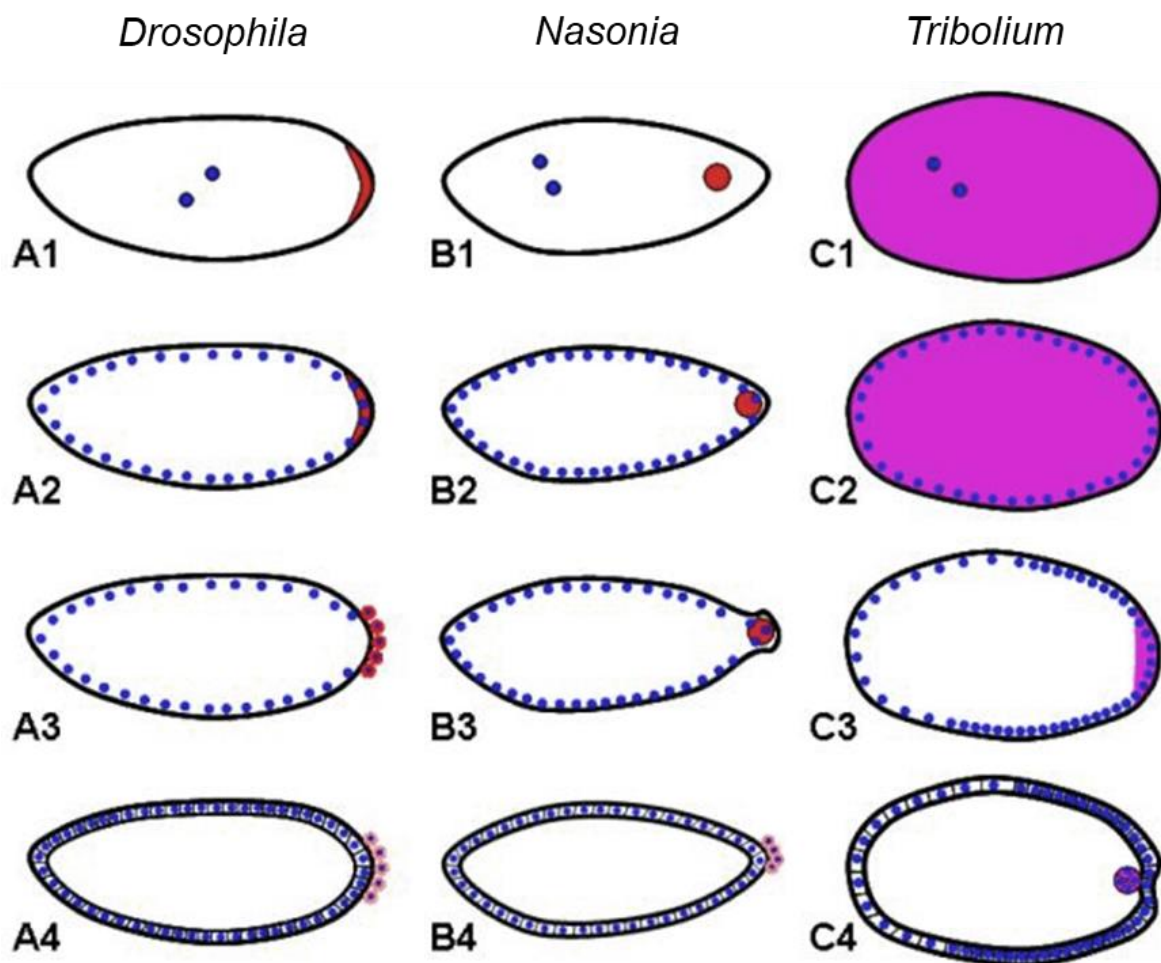 Drosophila Nasonia Tribolium
A1 B1 C1
A2 B2 C2
A3 B3 C3
A4 B4 C4